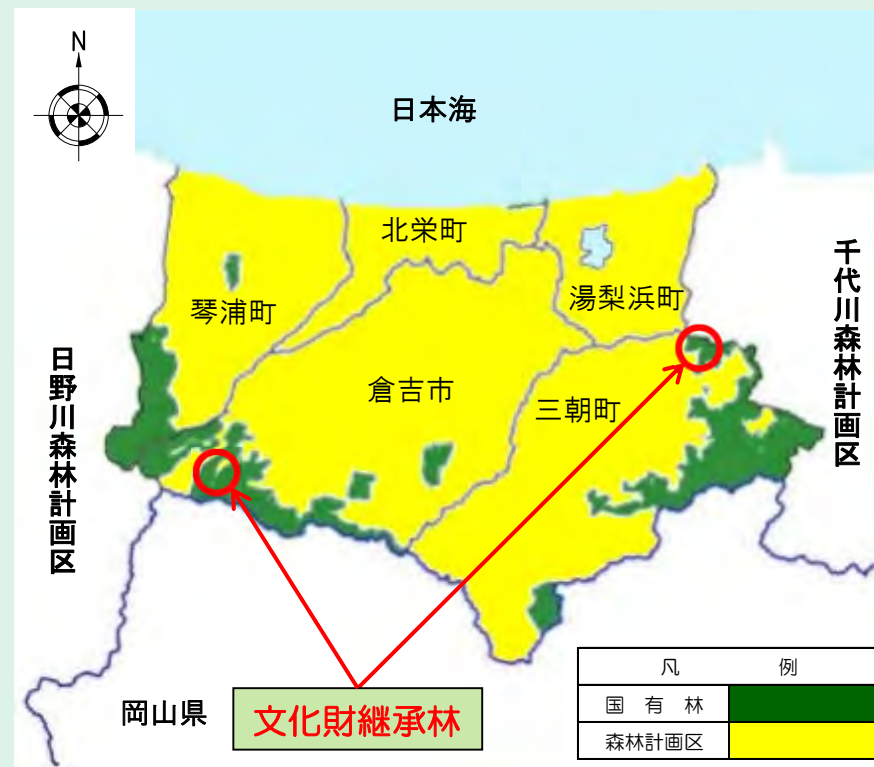 N
日本海
北栄町
琴浦町
湯梨浜町
千代川森林計画区
日野川森林計画区
倉吉市
三朝町
岡山県
文化財継承林
凡 例
国 有 林
森林計画区